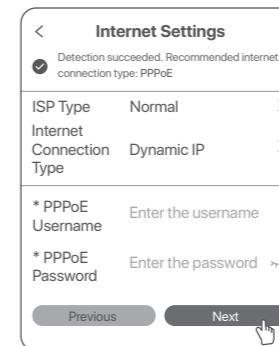 Internet Settings
Detection succeeded. Recommended internet
connection type: PPPoE
ISP Type Normal
Internet
Connection
Type Dynamic IP
* PPPoE
Username Enter the username
* PPPoE
Password Enter the password
Previous Next